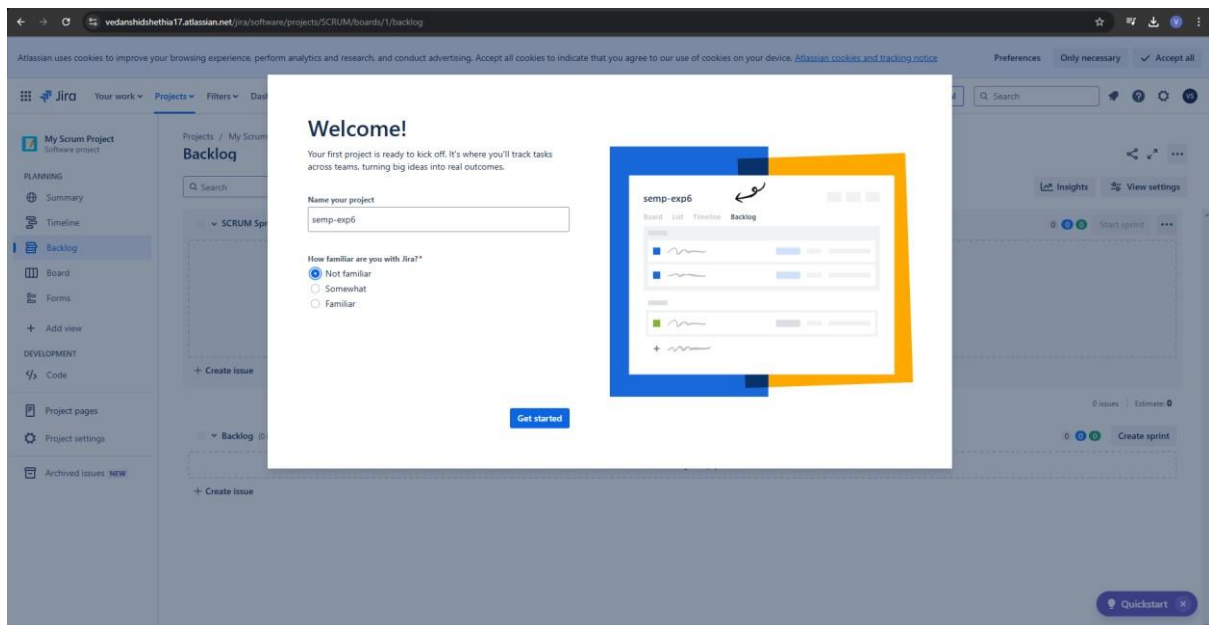 vedanshidshethia17.atlassian.net/jira/software/projects/SCRUM/boards/1/backlog
Atlassian uses cookies to improve your browsing experience, perform analytics and research, and conduct advertising. Accept all cookies to indicate that you agree to our use of cookies on your device. Atlassian cookies and tracking notice
Preferences Only necessary Accept all
Jira Your work Projects Filters Search VS
My Scrum Project
Software project
PLANNING
Summary
Timeline
Backlog
Board
Forms
Add view
DEVELOPMENT
Code
Project pages
Project settings
Archived issues NEW
Projects / My Scrum
Backlog
Search
Insights View settings
SCRUM
0 0 0 Start sprint
+ Create issue
0 issues Estimate: 0
Backlog
0 0 0 Create sprint
+ Create issue
Welcome!
Your first project is ready to kick off. It's where you'll track tasks
across teams, turning big ideas into real outcomes.
Name your project
semp-exp6
How familiar are you with Jira?*
Not familiar
Somewhat
Familiar
Get started
semp-exp6
Board List Timeline Backlog
Quickstart